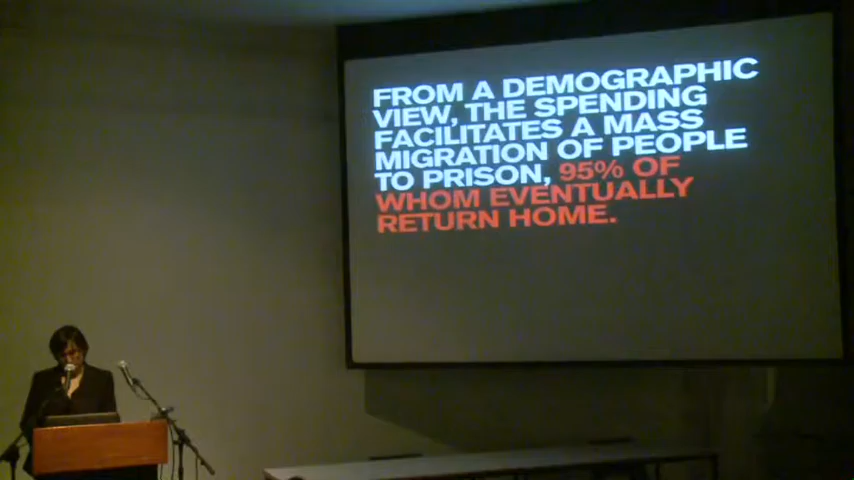 FROM A DEMOGRAPHIC
VIEW, THE SPENDING
FACILITATES A MASS
MIGRATION OF PEOPLE
TO PRISON, 95% OF
WHOM EVENTUALLY
RETURN HOME.